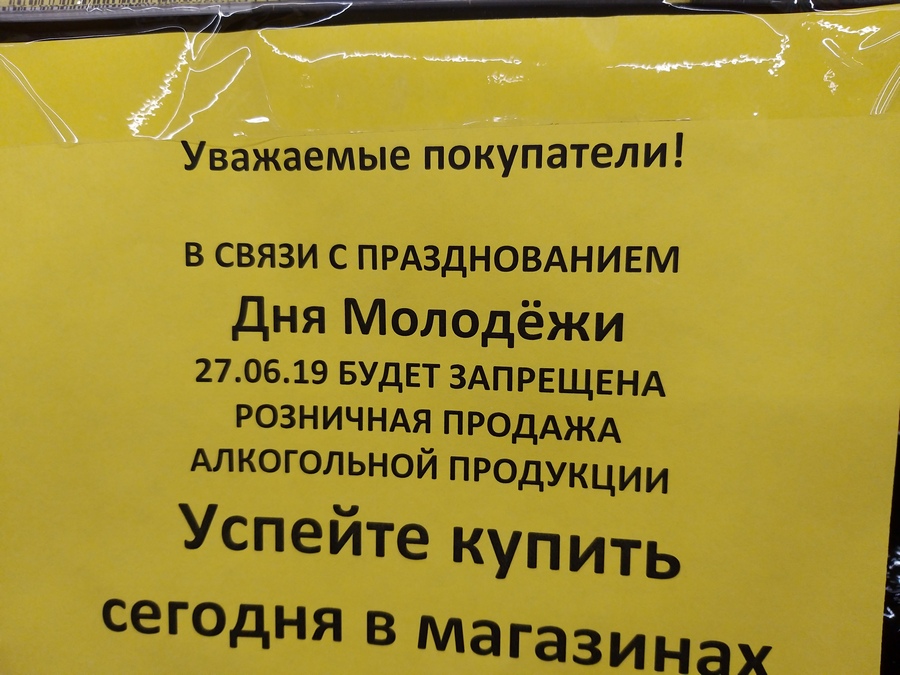 Уважаемые покупатели!
В СВЯЗИ С ПРАЗДНОВАНИЕМ
Дня Молодёжи
27.06.19 БУДЕТ ЗАПРЕЩЕНА
РОЗНИЧНАЯ ПРОДАЖА
АЛКОГОЛЬНОЙ ПРОДУКЦИИ
Успейте купить
сегодня в магазинах